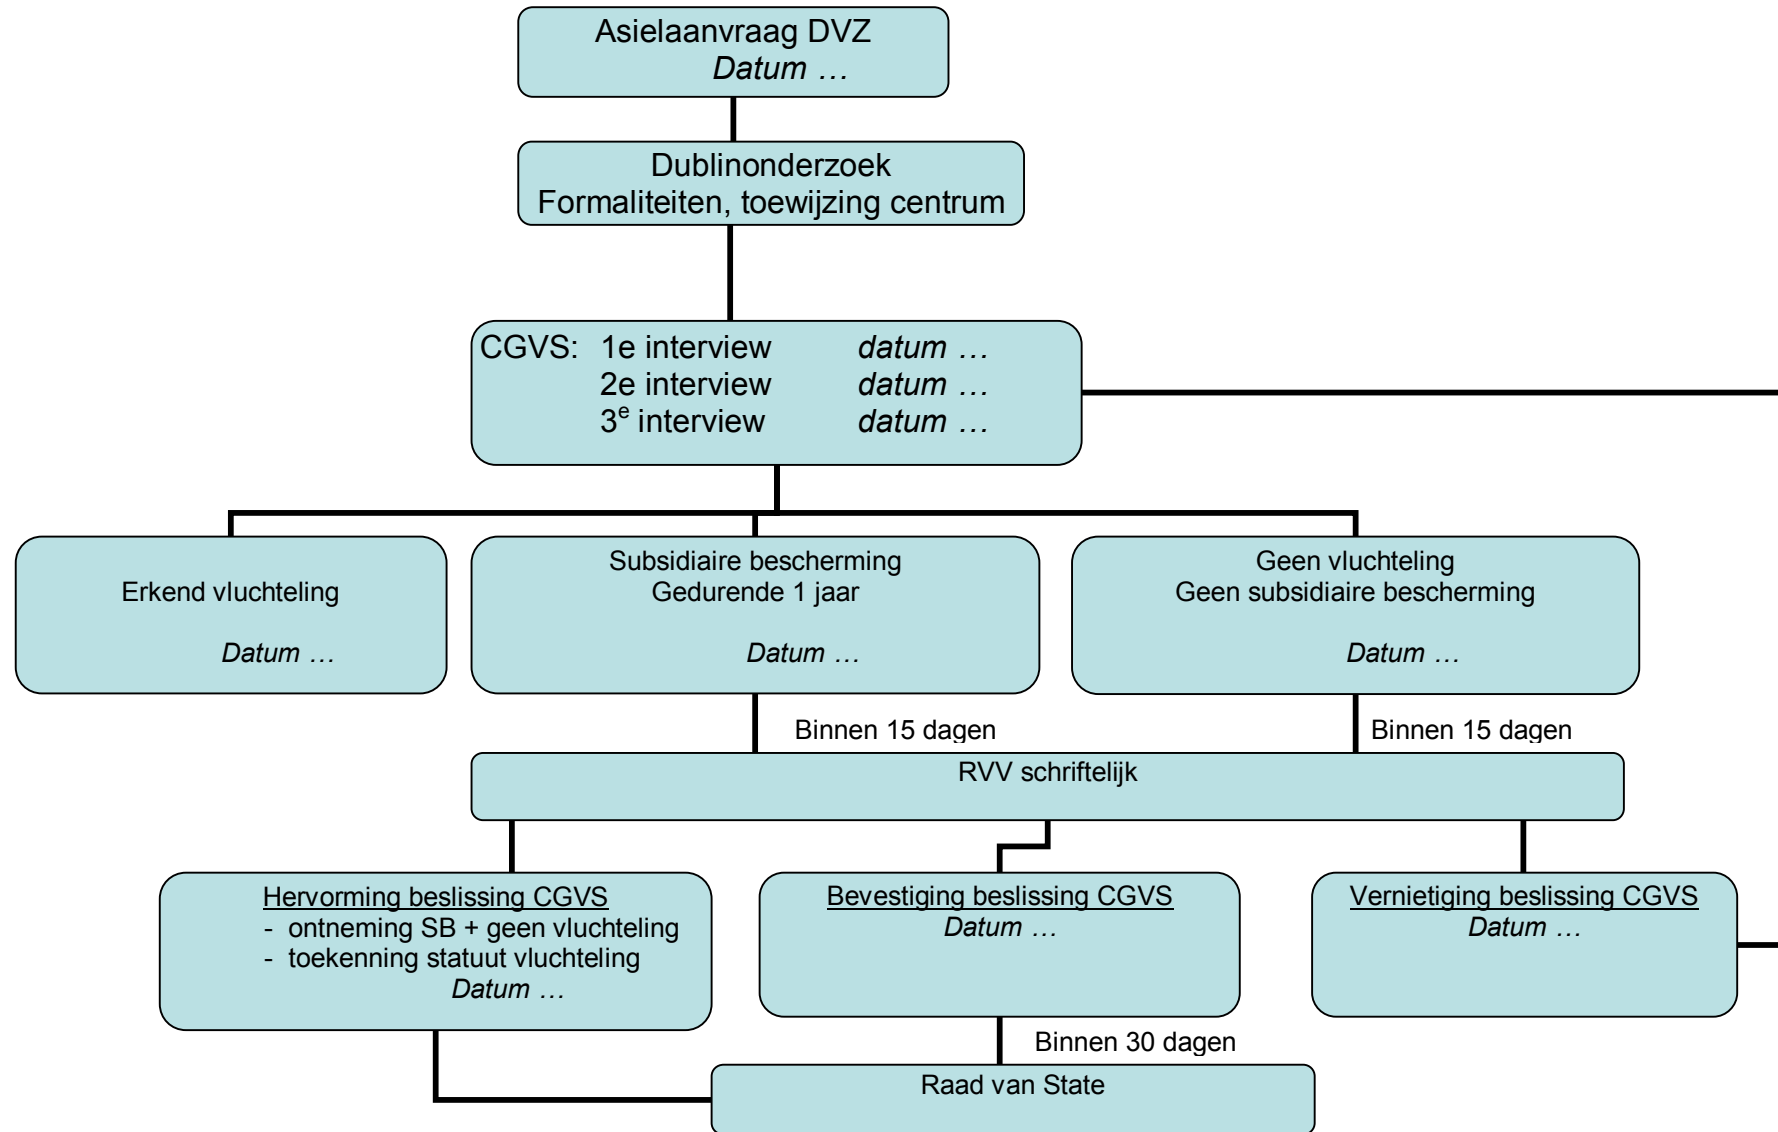 Asielaanvraag DVZ
Datum …
Dublinonderzoek
Formaliteiten, toewijzing centrum
CGVS: 1e interview datum …
2e interview datum …
3e interview datum …
Erkend vluchteling
Datum …
Subsidiaire bescherming
Gedurende 1 jaar
Datum …
Geen vluchteling
Geen subsidiaire bescherming
Datum …
Binnen 15 dagen
Binnen 15 dagen
RVV schriftelijk
Hervorming beslissing CGVS
- ontneming SB + geen vluchteling
- toekenning statuut vluchteling
Datum …
Bevestiging beslissing CGVS
Datum …
Vernietiging beslissing CGVS
Datum …
Binnen 30 dagen
Raad van State